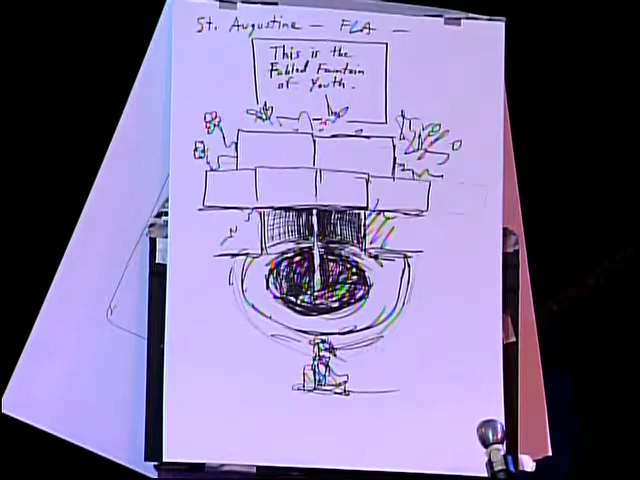 St. Augustine — FLA —
This is the
Fabled Fountain
of Youth.